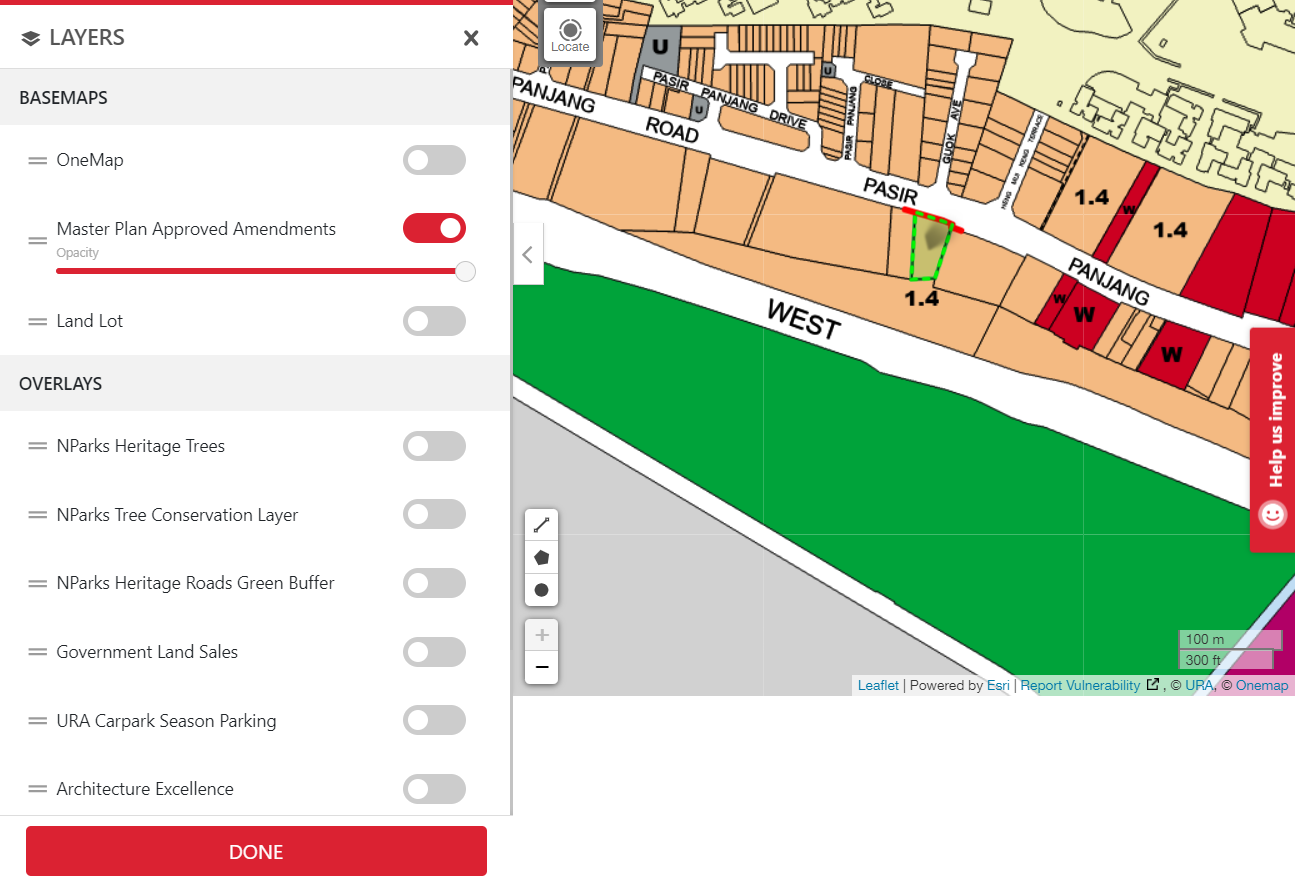 LAYERS
BASEMAPS
OneMap
Master Plan Approved Amendments
Opacity
Land Lot
OVERLAYS
NParks Heritage Trees
NParks Tree Conservation Layer
NParks Heritage Roads Green Buffer
Government Land Sales
URA Carpark Season Parking
Architecture Excellence
DONE
Locate
U
U
U
P
PASIR PANJANG DRIVE
CLOSE
PASIR PANJANG
GUOK AVE
HENG MUI KENG TERRACE
PANJANG ROAD
PASIR PANJANG
1.4
W
1.4
1.4
W
W
W
WEST
Help us improve
100 m
300 ft
Leaflet | Powered by Esri | Report Vulnerability , © URA, © Onemap